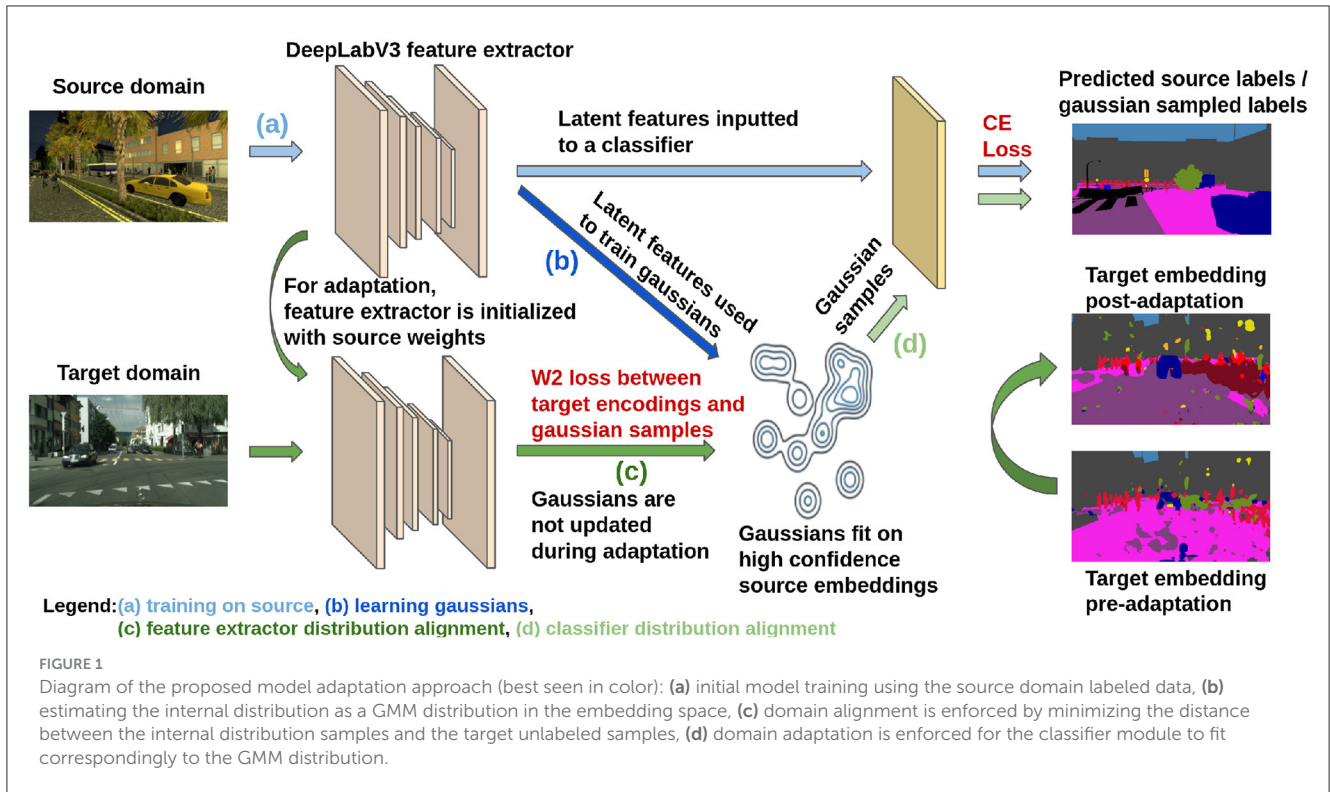 DeepLabV3 feature extractor
Source domain
(a)
Latent features inputted
to a classifier
CE
Loss
Predicted source labels /
gaussian sampled labels
(b)
Latent features used
to train gaussians
Gaussian
samples
(d)
For adaptation,
feature extractor is initialized
with source weights
Target domain
W2 loss between
target encodings and
gaussian samples
(c)
Gaussians are
not updated
during adaptation
Gaussians fit on
high confidence
source embeddings
Target embedding
post-adaptation
Target embedding
pre-adaptation
Legend:(a) training on source, (b) learning gaussians,
(c) feature extractor distribution alignment, (d) classifier distribution alignment
FIGURE 1
Diagram of the proposed model adaptation approach (best seen in color): (a) initial model training using the source domain labeled data, (b)
estimating the internal distribution as a GMM distribution in the embedding space, (c) domain alignment is enforced by minimizing the distance
between the internal distribution samples and the target unlabeled samples, (d) domain adaptation is enforced for the classifier module to fit
correspondingly to the GMM distribution.